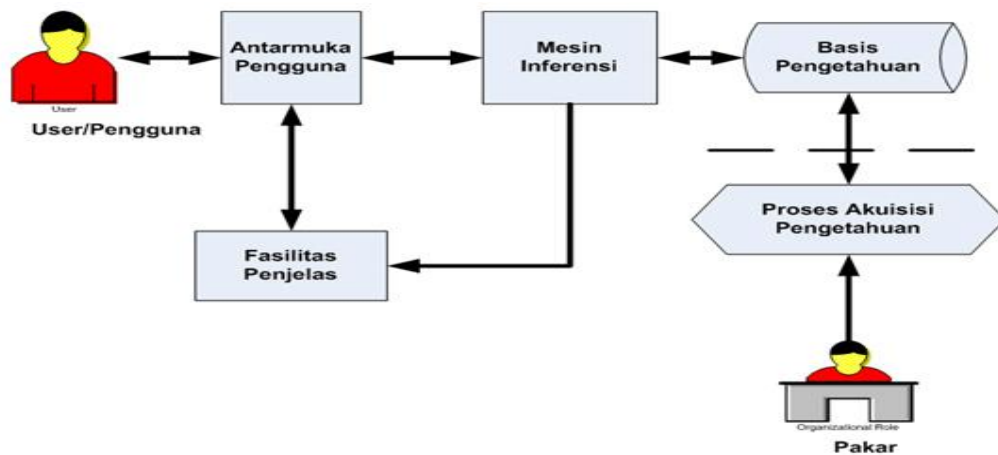 Antarmuka
Pengguna
Mesin
Inferensi
Basis
Pengetahuan
User
User/Pengguna
Proses Akuisisi
Pengetahuan
Fasilitas
Penjelas
Organizational Role
Pakar